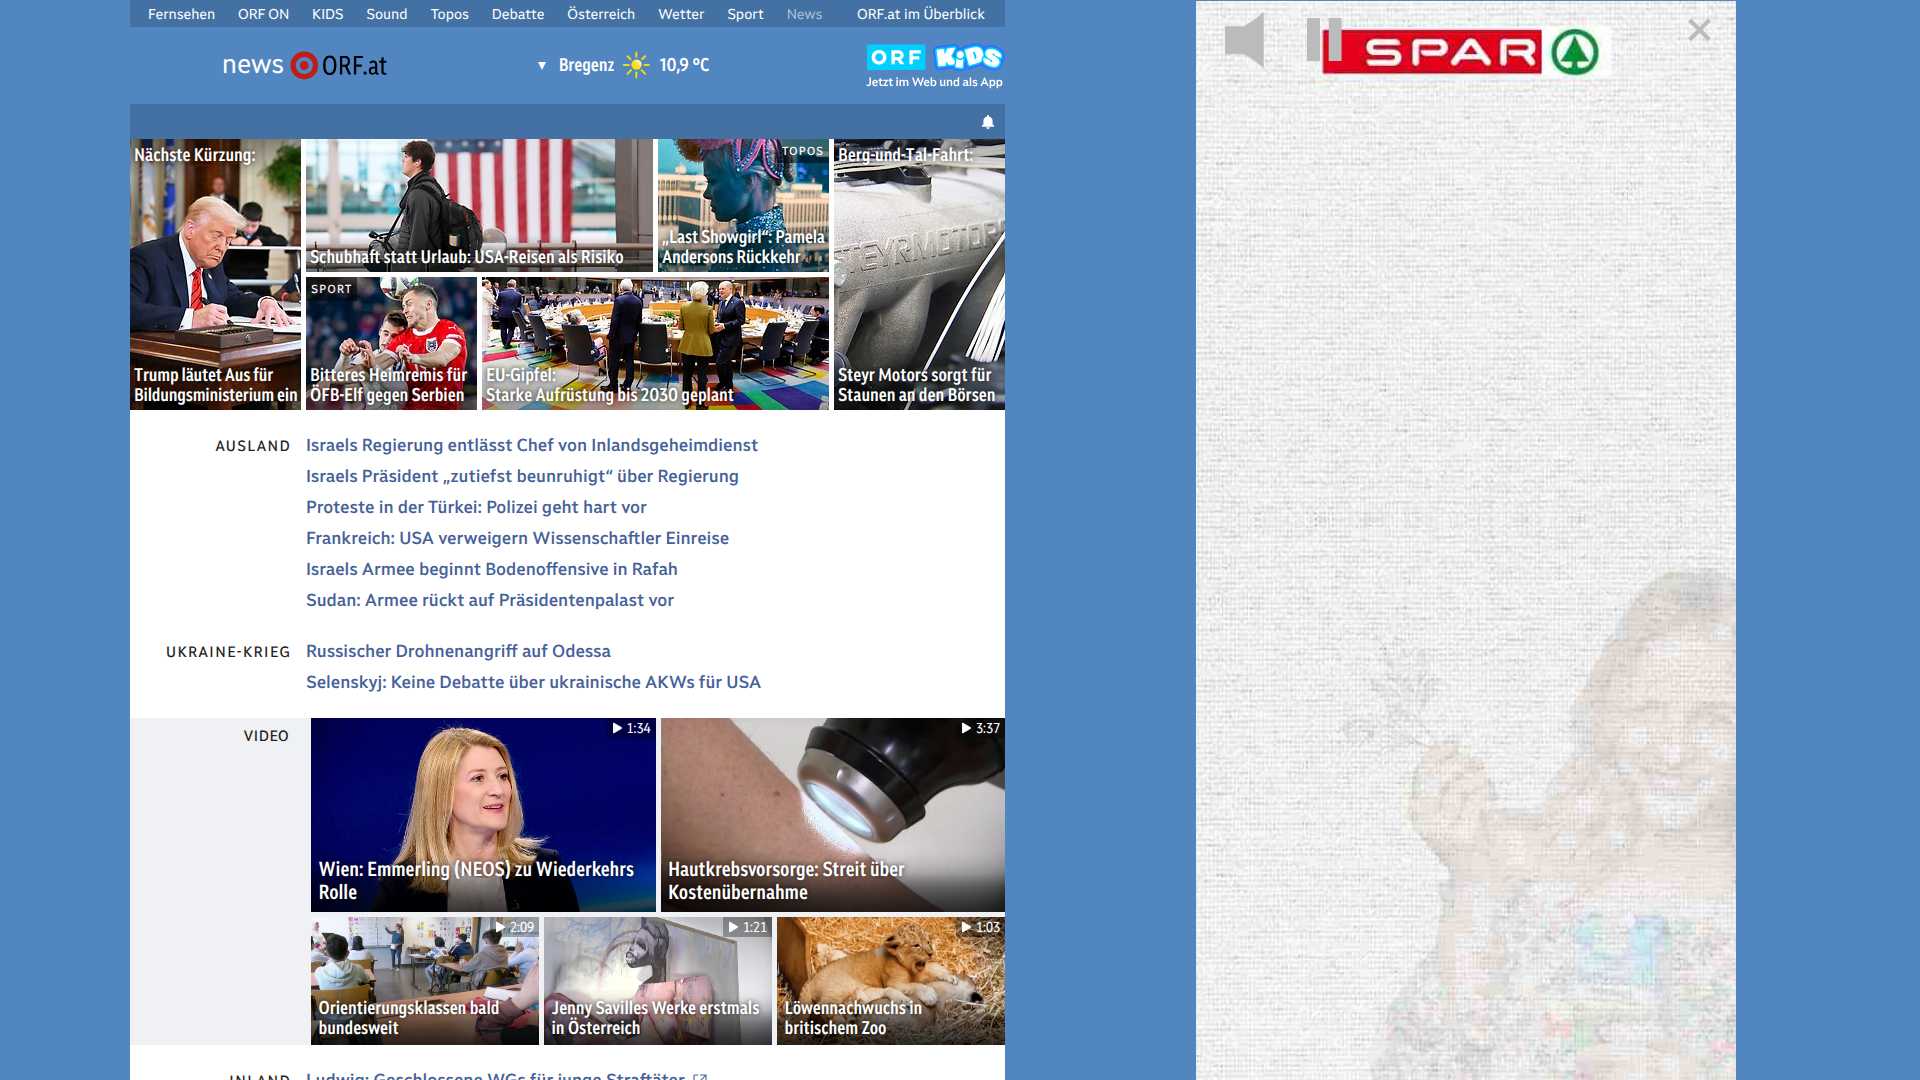 Fernsehen ORF ON KIDS Sound Topos Debatte Österreich Wetter Sport News ORF.at im Überblick
news ORF.at
Bregenz 10,9 °C
ORF KiDS
Jetzt im Web und als App
SPAR
Nächste Kürzung:
Trump läutet Aus für
Bildungsministerium ein
Schubhaft statt Urlaub: USA-Reisen als Risiko
TOPOS
„Last Showgirl“: Pamela
Andersons Rückkehr
Berg-und-Tal-Fahrt:
STEYRMOTOR
Steyr Motors sorgt für
Staunen an den Börsen
SPORT
Bitteres Heimremis für
ÖFB-Elf gegen Serbien
EU-Gipfel:
Starke Aufrüstung bis 2030 geplant
AUSLAND
Israels Regierung entlässt Chef von Inlandsgeheimdienst
Israels Präsident „zutiefst beunruhigt“ über Regierung
Proteste in der Türkei: Polizei geht hart vor
Frankreich: USA verweigern Wissenschaftler Einreise
Israels Armee beginnt Bodenoffensive in Rafah
Sudan: Armee rückt auf Präsidentenpalast vor
UKRAINE-KRIEG
Russischer Drohnenangriff auf Odessa
Selenskyj: Keine Debatte über ukrainische AKWs für USA
VIDEO
1:34
Wien: Emmerling (NEOS) zu Wiederkehrs
Rolle
3:37
Hautkrebsvorsorge: Streit über
Kostenübernahme
2:09
Orientierungsklassen bald
bundesweit
1:21
Jenny Savilles Werke erstmals
in Österreich
1:03
Löwennachwuchs in
britischem Zoo
INLAND
Ludwig: Geschlossene WGs für junge Straftäter